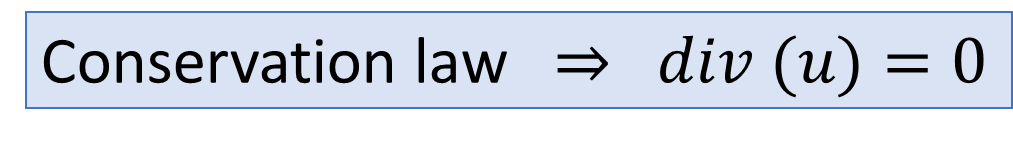 Conservation law ⇒ div (u) = 0